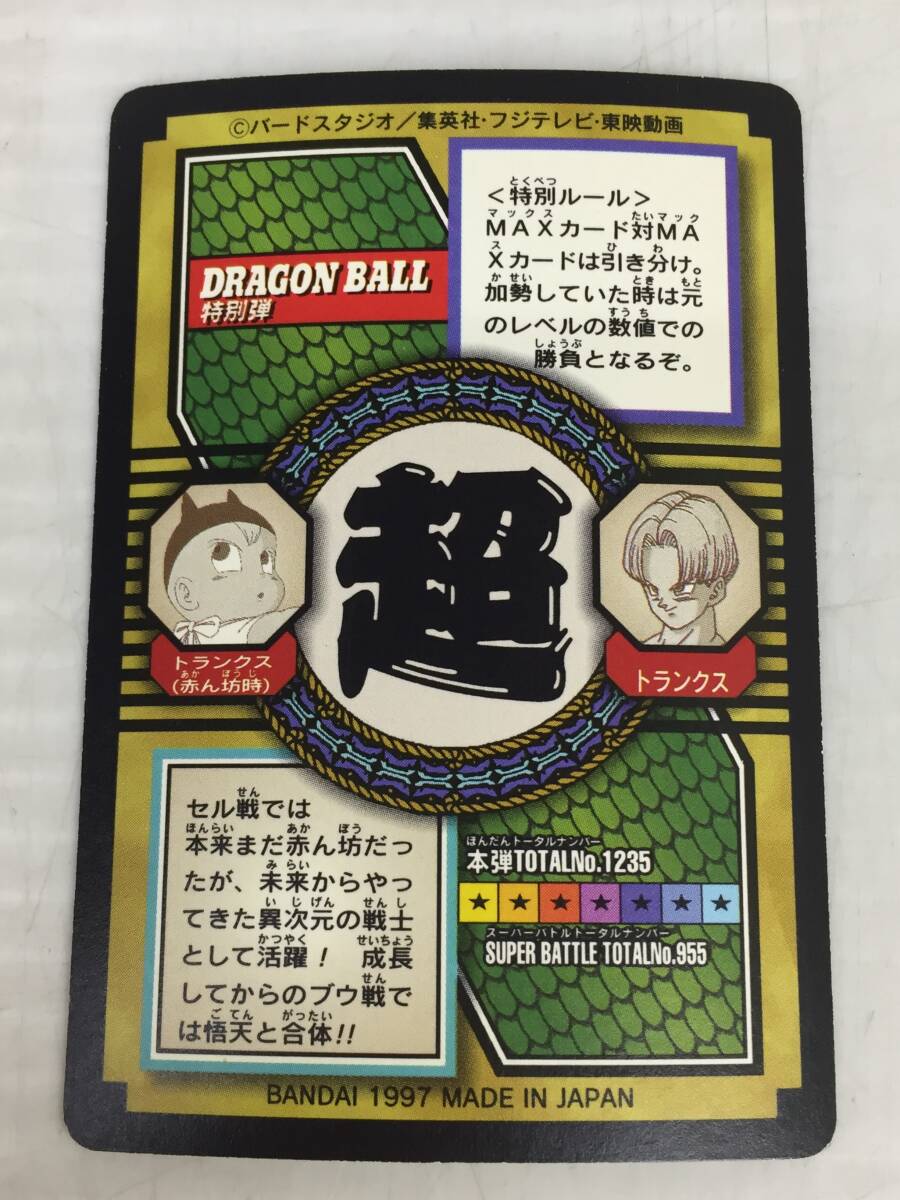 ©バードスタジオ／集英社・フジテレビ・東映動画
DRAGON BALL
特別弾
とくべつ
＜特別ルール＞
マックス たいマック
MAXカード対MA
ス ひ わ
Xカードは引き分け。
かせい とき もと
加勢していた時は元
すうち
のレベルの数値での
しょうぶ
勝負となるぞ。
超
トランクス
あか ぼうじ
(赤ん坊時)
トランクス
せん
セル戦では
ほんらい あか ぼう
本来まだ赤ん坊だっ
みらい
たが、未来からやっ
いじげん せんし
てきた異次元の戦士
かつやく せいちょう
として活躍！ 成長
せん
してからのブウ戦で
ごてん がったい
は悟天と合体!!
ほんだんトータルナンバー
本弾TOTALNo.1235
★★★★★★★
スーパーバトルトータルナンバー
SUPER BATTLE TOTALNo.955
BANDAI 1997 MADE IN JAPAN